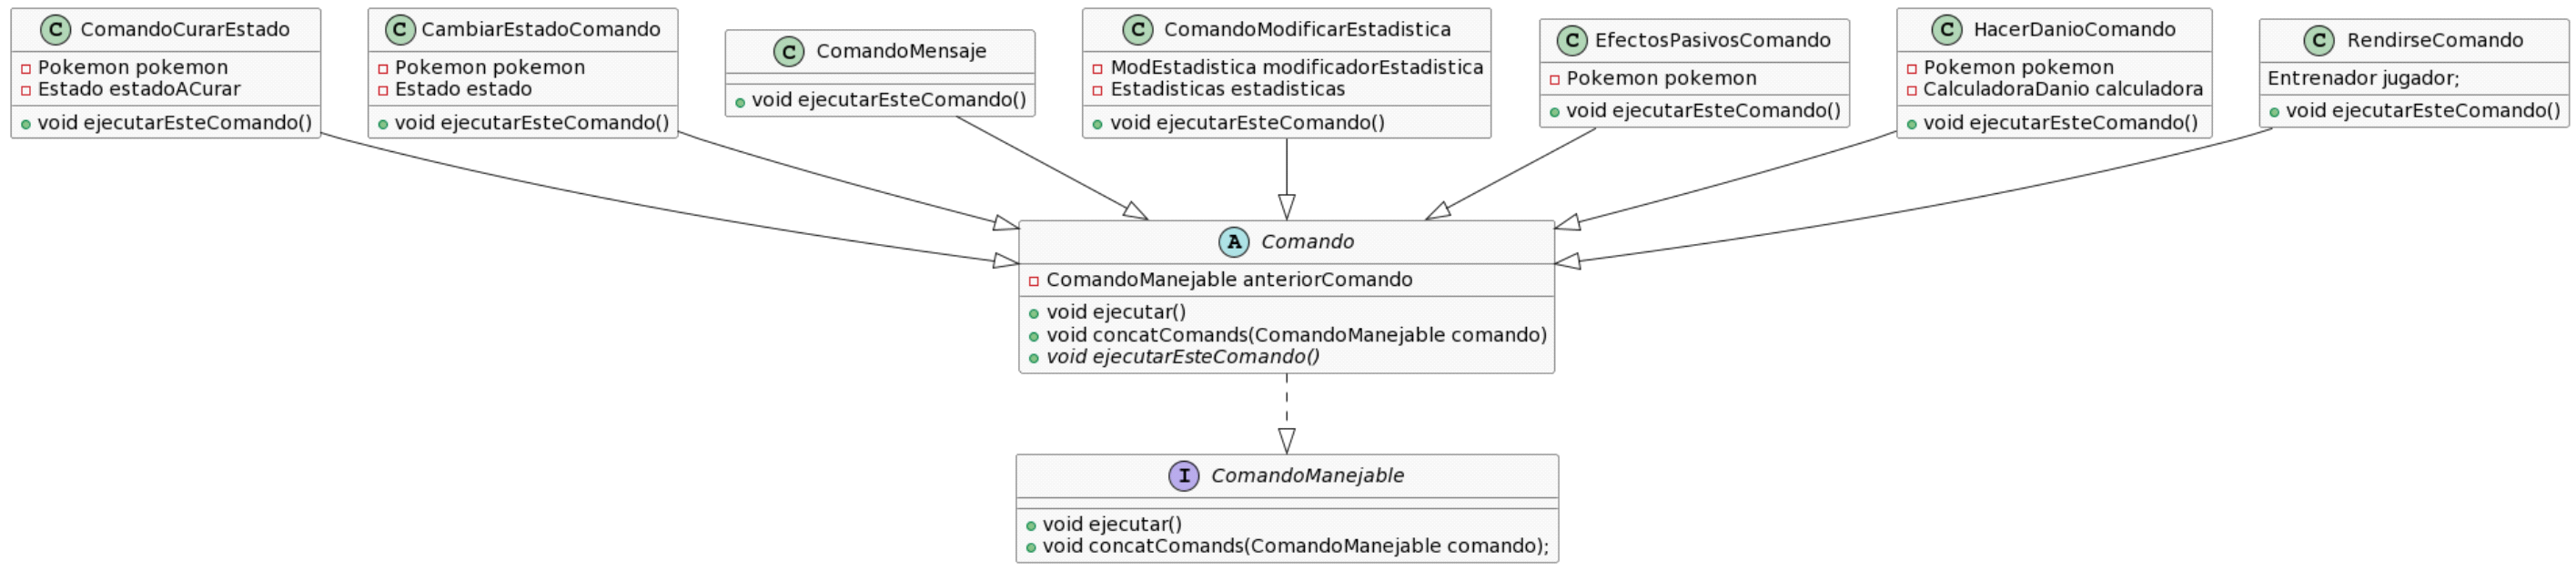 C ComandoCurarEstado
Pokemon pokemon
Estado estadoACurar
void ejecutarEsteComando()
C CambiarEstadoComando
Pokemon pokemon
Estado estado
void ejecutarEsteComando()
C ComandoMensaje
void ejecutarEsteComando()
C ComandoModificarEstadistica
ModEstadistica modificadorEstadistica
Estadisticas estadisticas
void ejecutarEsteComando()
C EfectosPasivosComando
Pokemon pokemon
void ejecutarEsteComando()
C HacerDanioComando
Pokemon pokemon
CalculadoraDanio calculadora
void ejecutarEsteComando()
C RendirseComando
Entrenador jugador;
void ejecutarEsteComando()
A Comando
ComandoManejable anteriorComando
void ejecutar()
void concatComands(ComandoManejable comando)
void ejecutarEsteComando()
I ComandoManejable
void ejecutar()
void concatComands(ComandoManejable comando);